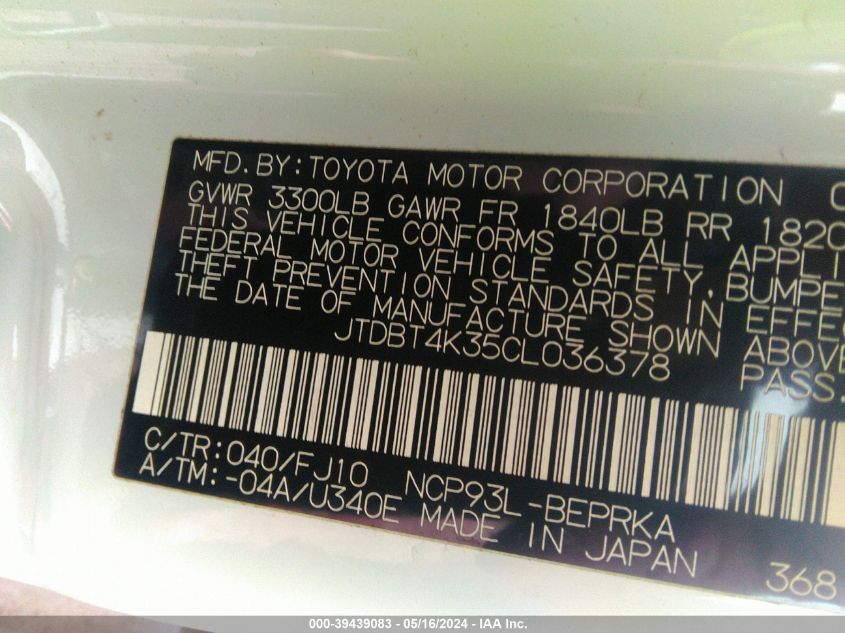 MFD. BY: TOYOTA MOTOR CORPORATION
GVWR 3300LB GAWR FR 1840LB RR 1820
THIS VEHICLE CONFORMS TO ALL APPLI
FEDERAL MOTOR VEHICLE SAFETY, BUMPE
THEFT PREVENTION STANDARDS IN EFFE
THE DATE OF MANUFACTURE SHOWN ABOVE
JTDBT4K35CL036378 PASS.
C/TR: 040/FJ10 NCP93L-BEPRKA
A/TM: -04A/U340E MADE IN JAPAN 368
000-39439083 - 05/16/2024 - IAA Inc.